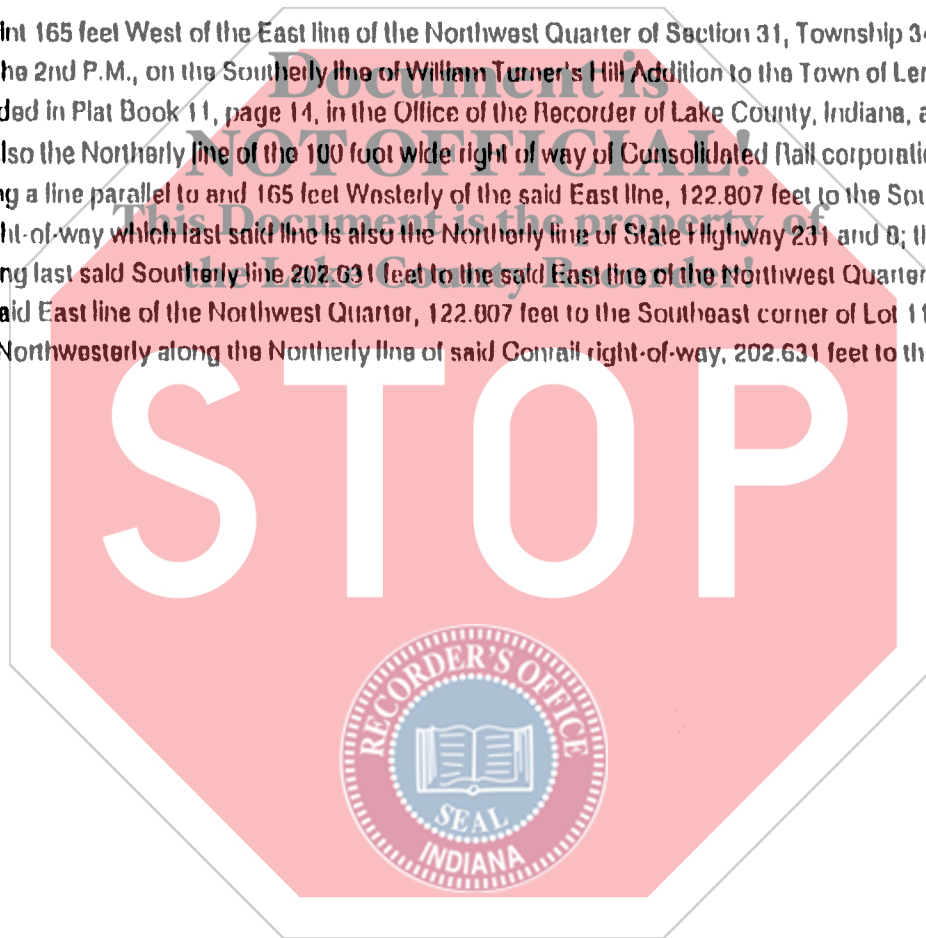 int 165 feet West of the East line of the Northwest Quarter of Section 31, Township 34
Document is
he 2nd P.M., on the Southerly line of William Turner's Hill Addition to the Town of Ler
ded in Plat Book 11, page 14, in the Office of the Recorder of Lake County, Indiana, a
NOT OFFICIAL!
lso the Northerly line of the 100 foot wide right of way of Cunsolidated Rail corporati
ng a line parallel to and 165 feet Westerly of the said East line, 122.807 feet to the Sou
This Document is the property of
ht-of-way which last said line is also the Northerly line of State Highway 231 and 8; th
the Lake County Recorder!
ng last said Southerly line 202.631 feet to the said East line of the Northwest Quarter
aid East line of the Northwest Quarter, 122.807 feet to the Southeast corner of Lot 11
Northwesterly along the Northerly line of said Conrail right-of-way, 202.631 feet to th
STOP
RECORDER'S OFFICE
SEAL
INDIANA